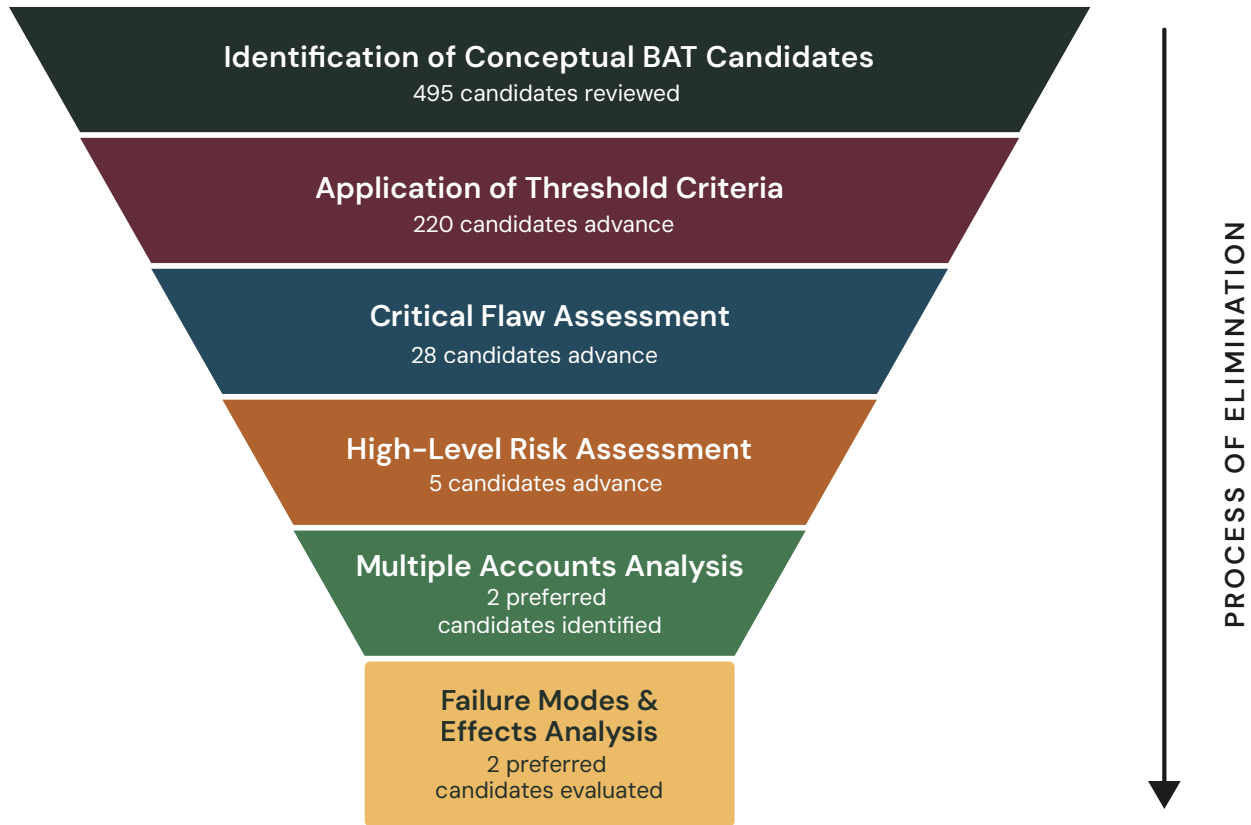 Identification of Conceptual BAT Candidates
495 candidates reviewed
Application of Threshold Criteria
220 candidates advance
Critical Flaw Assessment
28 candidates advance
High-Level Risk Assessment
5 candidates advance
Multiple Accounts Analysis
2 preferred
candidates identified
Failure Modes &
Effects Analysis
2 preferred
candidates evaluated
PROCESS OF ELIMINATION